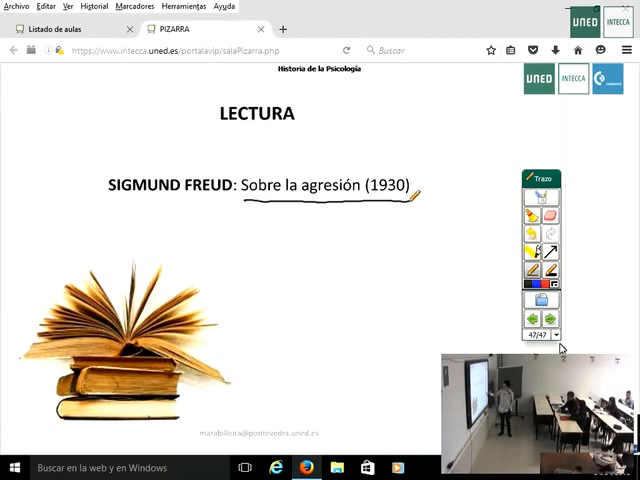 Archivo Editar Ver Historial Marcadores Herramientas Ayuda
Listado de aulas
PIZARRA
https://www.intecca.uned.es/portalavip/salaPizarra.php
Buscar
UNED
INTECCA
Historia de la Psicología
UNED
INTECCA
LECTURA
SIGMUND FREUD: Sobre la agresión (1930)
Trazo
47/47
marabilleira@pontevedra.uned.es
Buscar en la web y en Windows